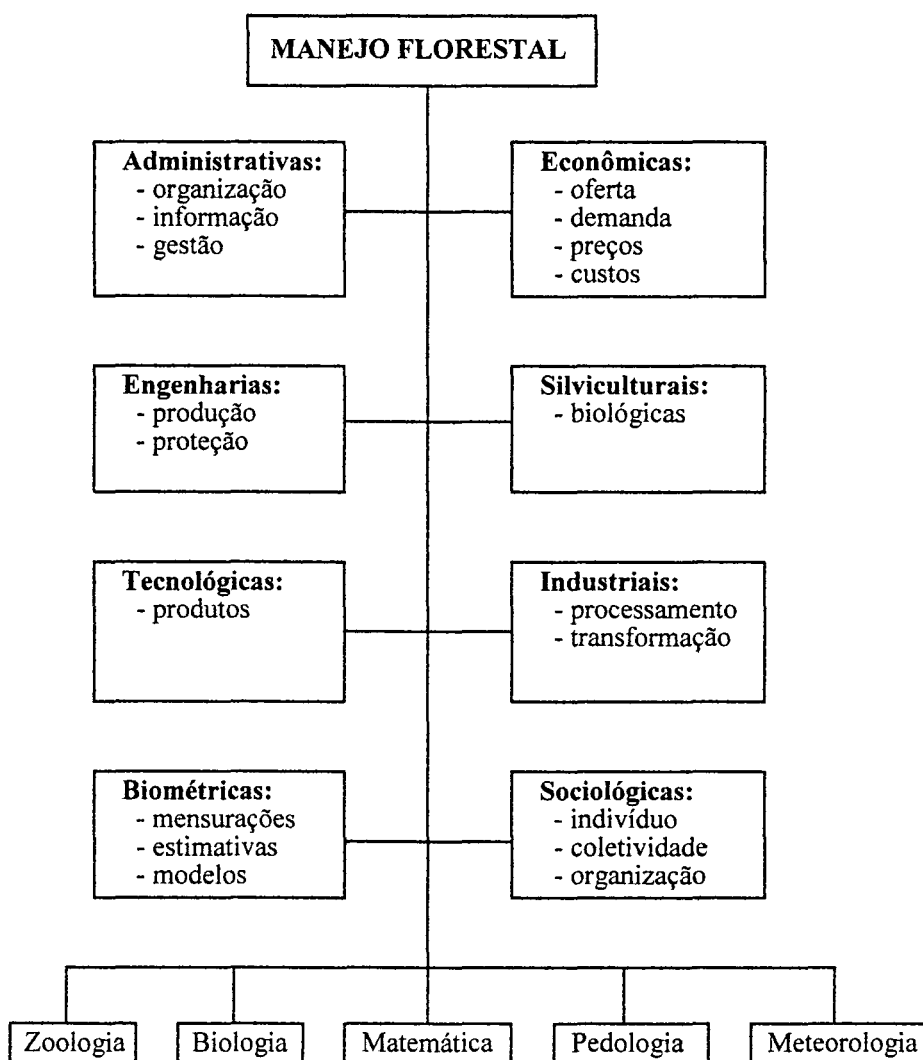 MANEJO FLORESTAL
Administrativas:
- organização
- informação
- gestão
Econômicas:
- oferta
- demanda
- preços
- custos
Engenharias:
- produção
- proteção
Silviculturais:
- biológicas
Tecnológicas:
- produtos
Industriais:
- processamento
- transformação
Biométricas:
- mensurações
- estimativas
- modelos
Sociológicas:
- indivíduo
- coletividade
- organização
Zoologia
Biologia
Matemática
Pedologia
Meteorologia